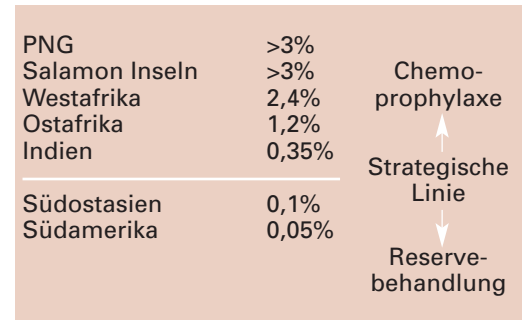 PNG >3%
Salamon Inseln >3%
Westafrika 2,4%
Ostafrika 1,2%
Indien 0,35%
Südostasien 0,1%
Südamerika 0,05%
Chemo-
prophylaxe
Strategische
Linie
Reserve-
behandlung